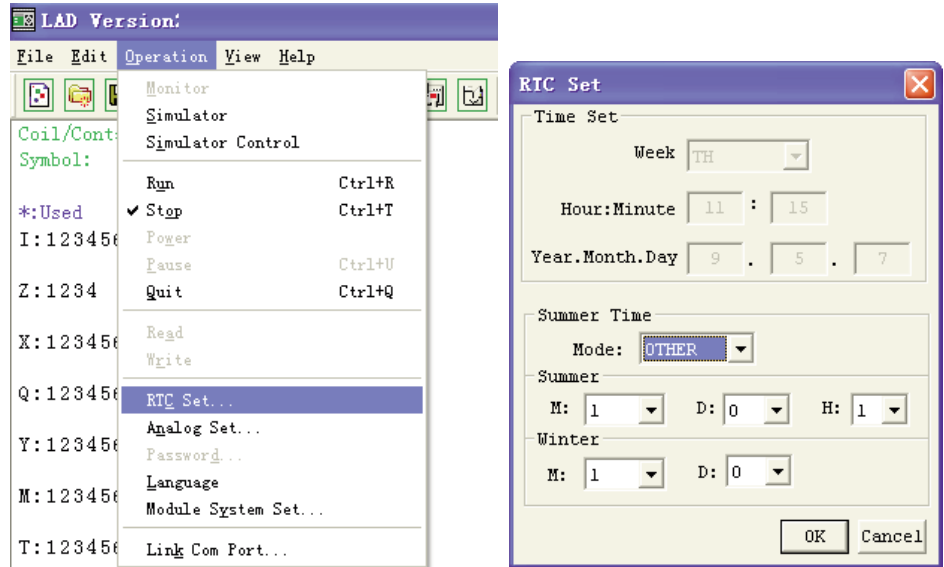 LAD Version:
File Edit Operation View Help
Monitor
Simulator
Simulator Control
Run Ctrl+R
Stop Ctrl+T
Power
Pause Ctrl+U
Quit Ctrl+Q
Read
Write
RTC Set...
Analog Set...
Password...
Language
Module System Set...
Link Com Port...
Coil/Cont
Symbol:
*:Used
I:123456
Z:1234
X:123456
Q:123456
Y:123456
M:123456
T:123456
RTC Set
Time Set
Week TH
Hour:Minute 11 : 15
Year.Month.Day 9 . 5 . 7
Summer Time
Mode: OTHER
Summer
M: 1 D: 0 H: 1
Winter
M: 1 D: 0
OK Cancel